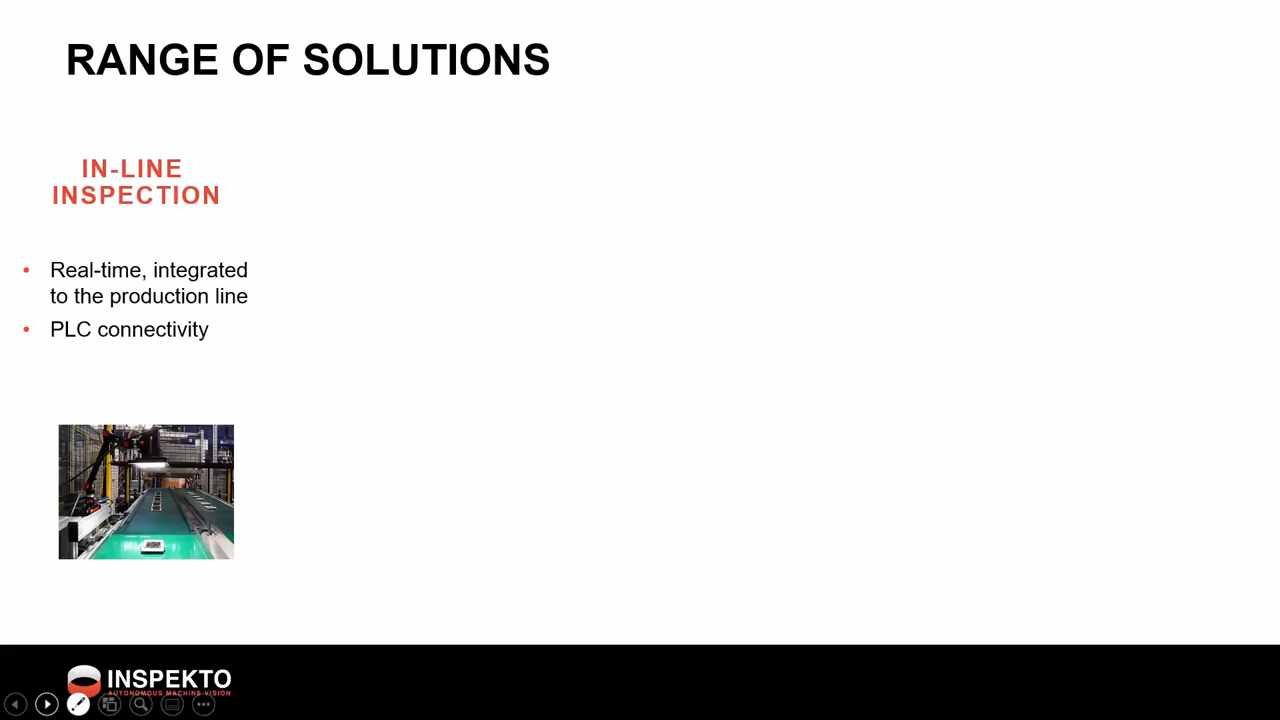 RANGE OF SOLUTIONS
IN-LINE
INSPECTION
• Real-time, integrated
to the production line
• PLC connectivity
INSPEKTO
AUTONOMOUS MACHINE VISION